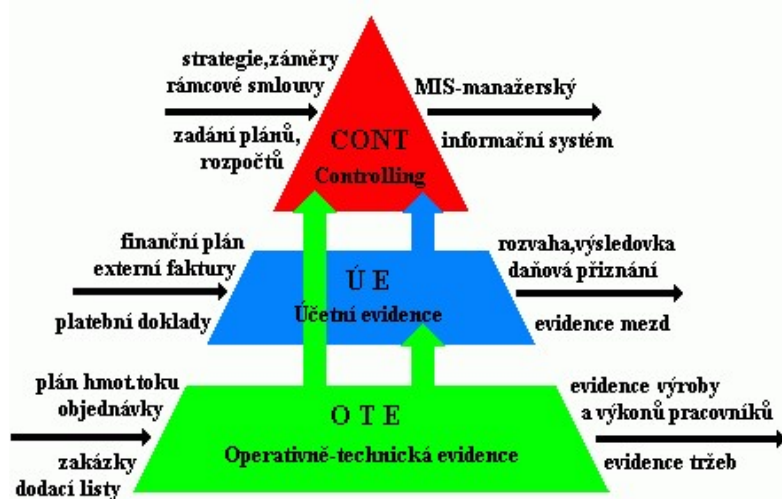 strategie,záměry
rámcové smlouvy
zadání plánů,
rozpočtů
CONT
Controlling
MIS-manažerský
informační systém
finanční plán
externí faktury
platební doklady
Ú E
Účetní evidence
rozvaha,výsledovka
daňová přiznání
evidence mezd
plán hmot.toku
objednávky
zakázky
dodací listy
O T E
Operativně-technická evidence
evidence výroby
a výkonů pracovníků
evidence tržeb